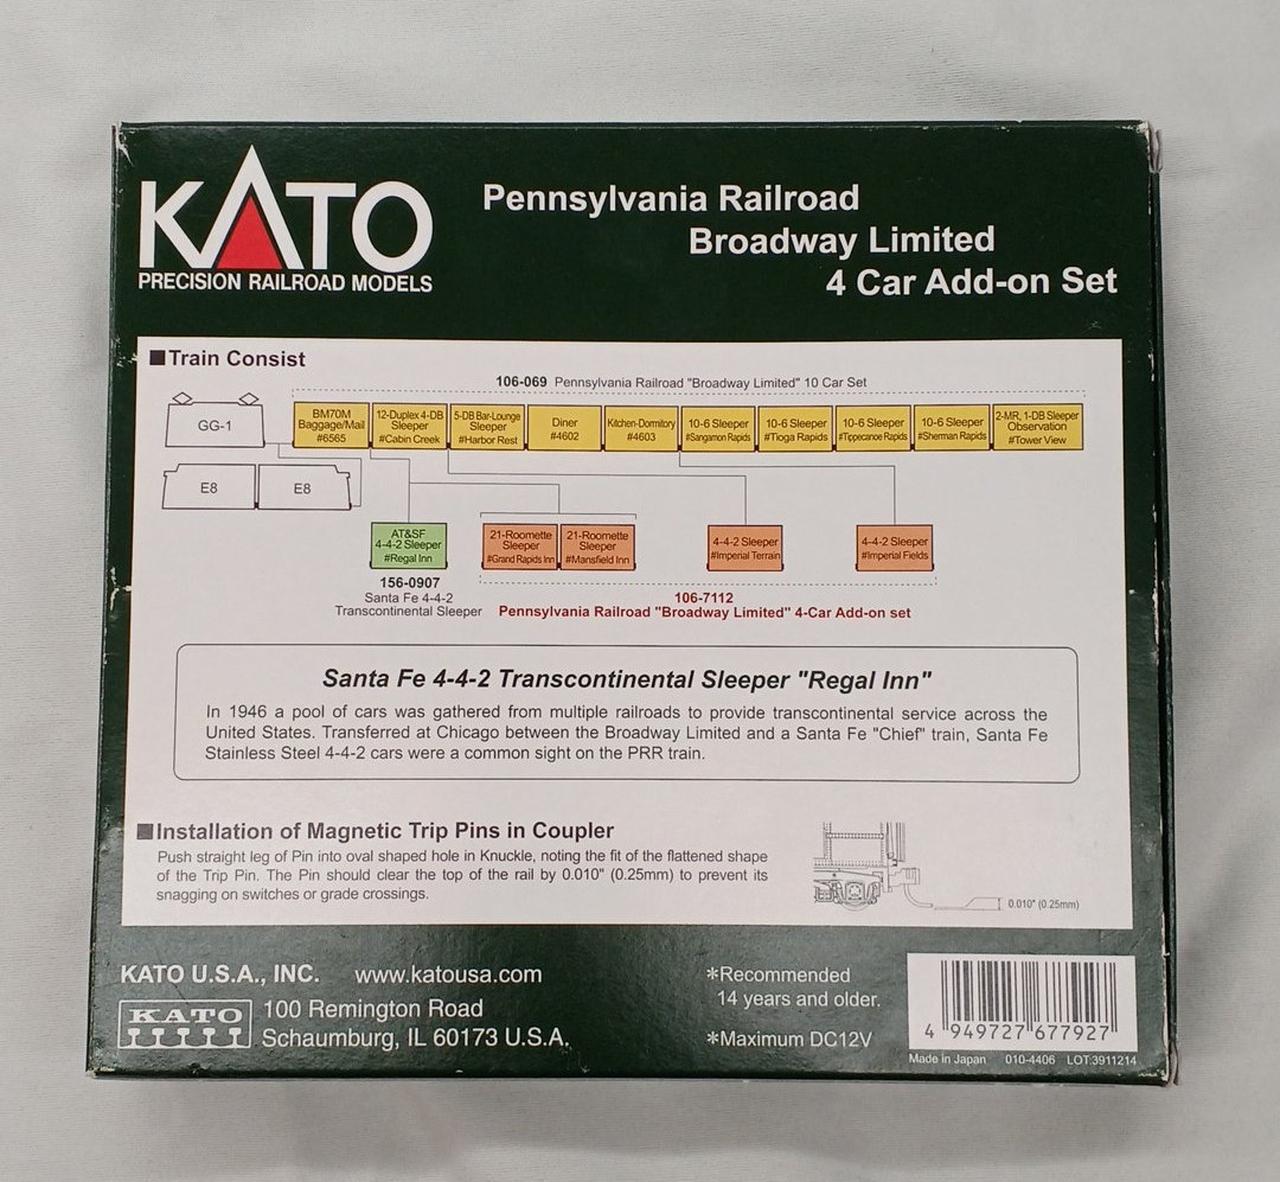 KATO
PRECISION RAILROAD MODELS
Pennsylvania Railroad
Broadway Limited
4 Car Add-on Set
■Train Consist
106-069 Pennsylvania Railroad "Broadway Limited" 10 Car Set
GG-1
BM70M
Baggage/Mail
#6565
12-Duplex 4-DB
Sleeper
#Cabin Creek
5-DB Bar-Lounge
Sleeper
#Harbor Rest
Diner
#4602
Kitchen-Dormitory
#4603
10-6 Sleeper
#Sangamon Rapids
10-6 Sleeper
#Tioga Rapids
10-6 Sleeper
#Tippecanoe Rapids
10-6 Sleeper
#Sherman Rapids
2-MR, 1-DB Sleeper
Observation
#Tower View
E8
E8
AT&SF
4-4-2 Sleeper
#Regal Inn
21-Roomette
Sleeper
#Grand Rapids Inn
21-Roomette
Sleeper
#Mansfield Inn
4-4-2 Sleeper
#Imperial Terrain
4-4-2 Sleeper
#Imperial Fields
156-0907
Santa Fe 4-4-2
Transcontinental Sleeper
106-7112
Pennsylvania Railroad "Broadway Limited" 4-Car Add-on set
Santa Fe 4-4-2 Transcontinental Sleeper "Regal Inn"
In 1946 a pool of cars was gathered from multiple railroads to provide transcontinental service across the
United States. Transferred at Chicago between the Broadway Limited and a Santa Fe "Chief" train, Santa Fe
Stainless Steel 4-4-2 cars were a common sight on the PRR train.
■Installation of Magnetic Trip Pins in Coupler
Push straight leg of Pin into oval shaped hole in Knuckle, noting the fit of the flattened shape
of the Trip Pin. The Pin should clear the top of the rail by 0.010" (0.25mm) to prevent its
snagging on switches or grade crossings.
0.010" (0.25mm)
KATO U.S.A., INC. www.katousa.com
KATO
100 Remington Road
Schaumburg, IL 60173 U.S.A.
*Recommended
14 years and older.
*Maximum DC12V
4 949727 677927
Made in Japan 010-4406 LOT:3911214